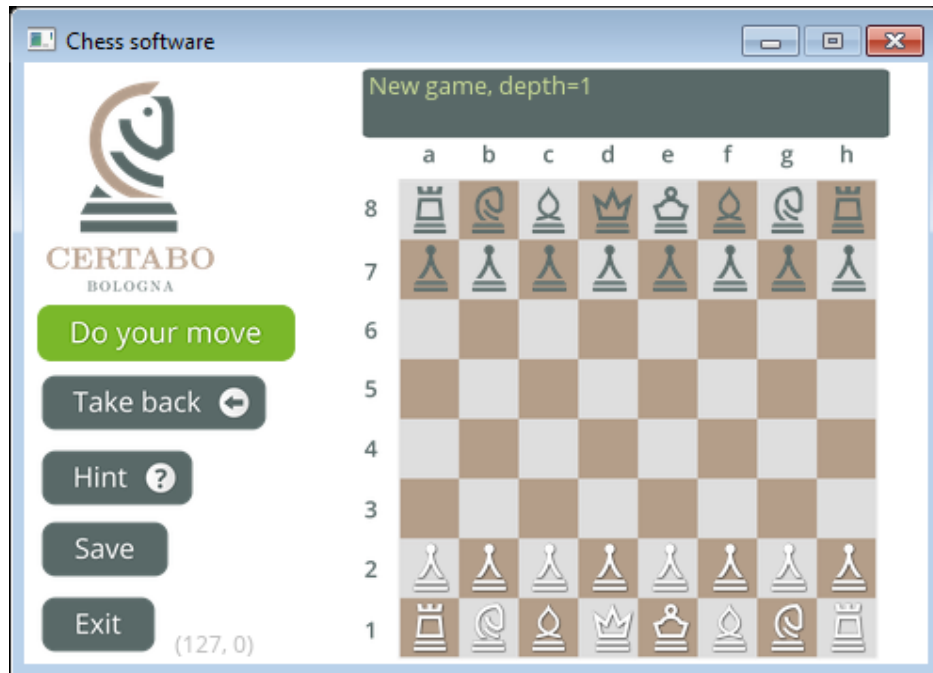 Chess software
CERTABO
BOLOGNA
Do your move
Take back
Hint ?
Save
Exit
(127, 0)
New game, depth=1
a b c d e f g h
8
7
6
5
4
3
2
1